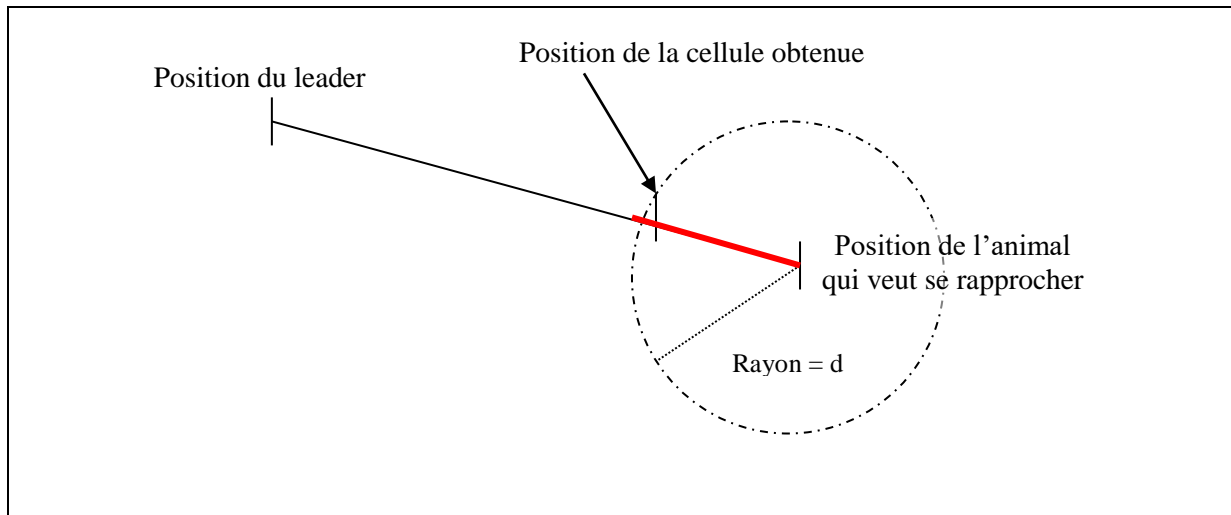 Position de la cellule obtenue
Position du leader
Position de l’animal
qui veut se rapprocher
Rayon = d